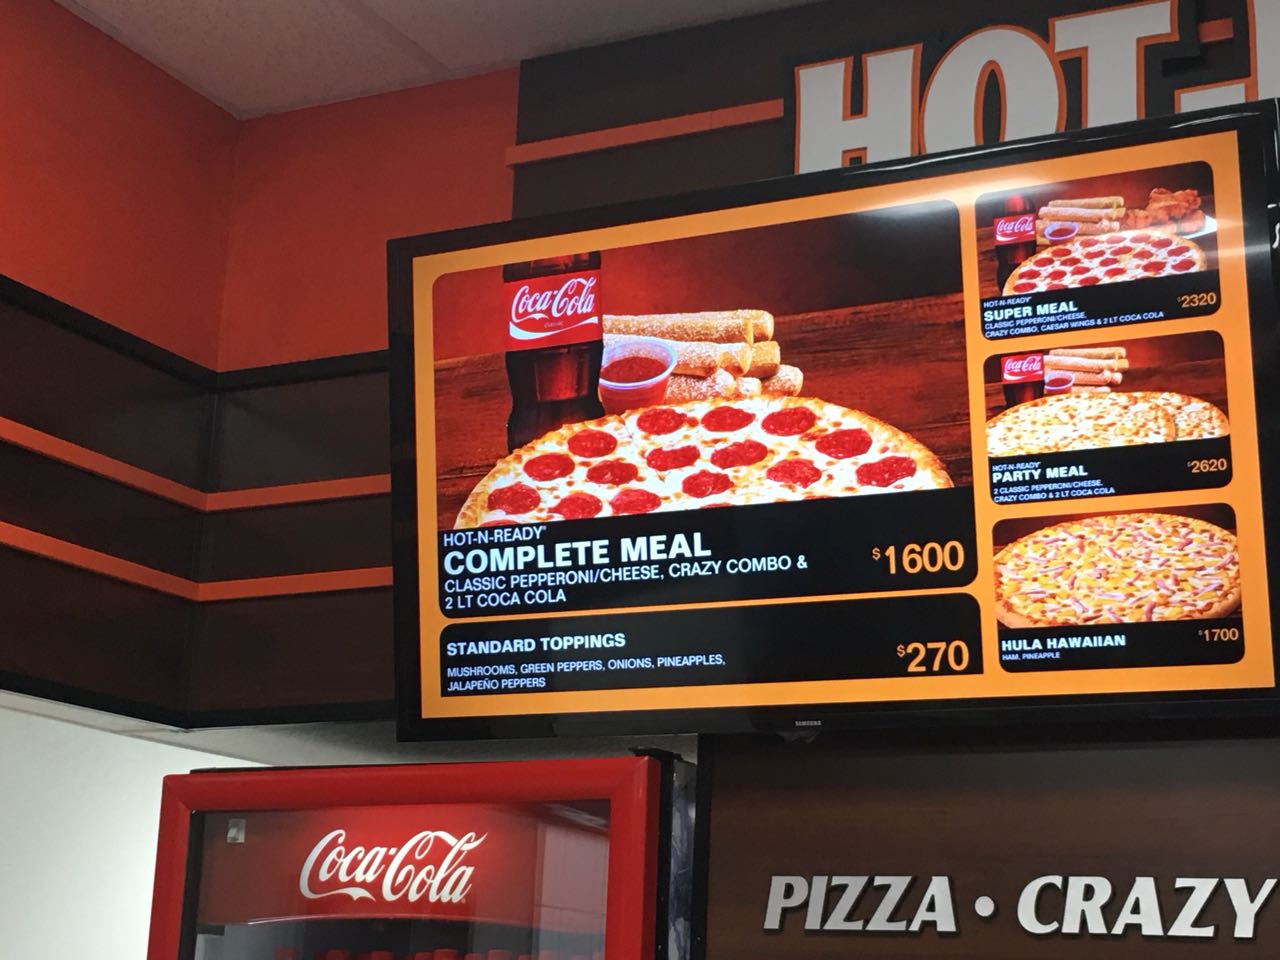 HOT-
Coca-Cola
CLASSIC
HOT-N-READY®
COMPLETE MEAL
CLASSIC PEPPERONI/CHEESE, CRAZY COMBO &
2 LT COCA COLA
$1600
STANDARD TOPPINGS
MUSHROOMS, GREEN PEPPERS, ONIONS, PINEAPPLES,
JALAPEÑO PEPPERS
$270
Coca-Cola
HOT-N-READY®
SUPER MEAL
CLASSIC PEPPERONI/CHEESE,
CRAZY COMBO, CAESAR WINGS & 2 LT COCA COLA
$2320
Coca-Cola
HOT-N-READY®
PARTY MEAL
2 CLASSIC PEPPERONI/CHEESE,
CRAZY COMBO & 2 LT COCA COLA
$2620
HULA HAWAIIAN
HAM, PINEAPPLE
$1700
SAMSUNG
Coca-Cola
PIZZA • CRAZY